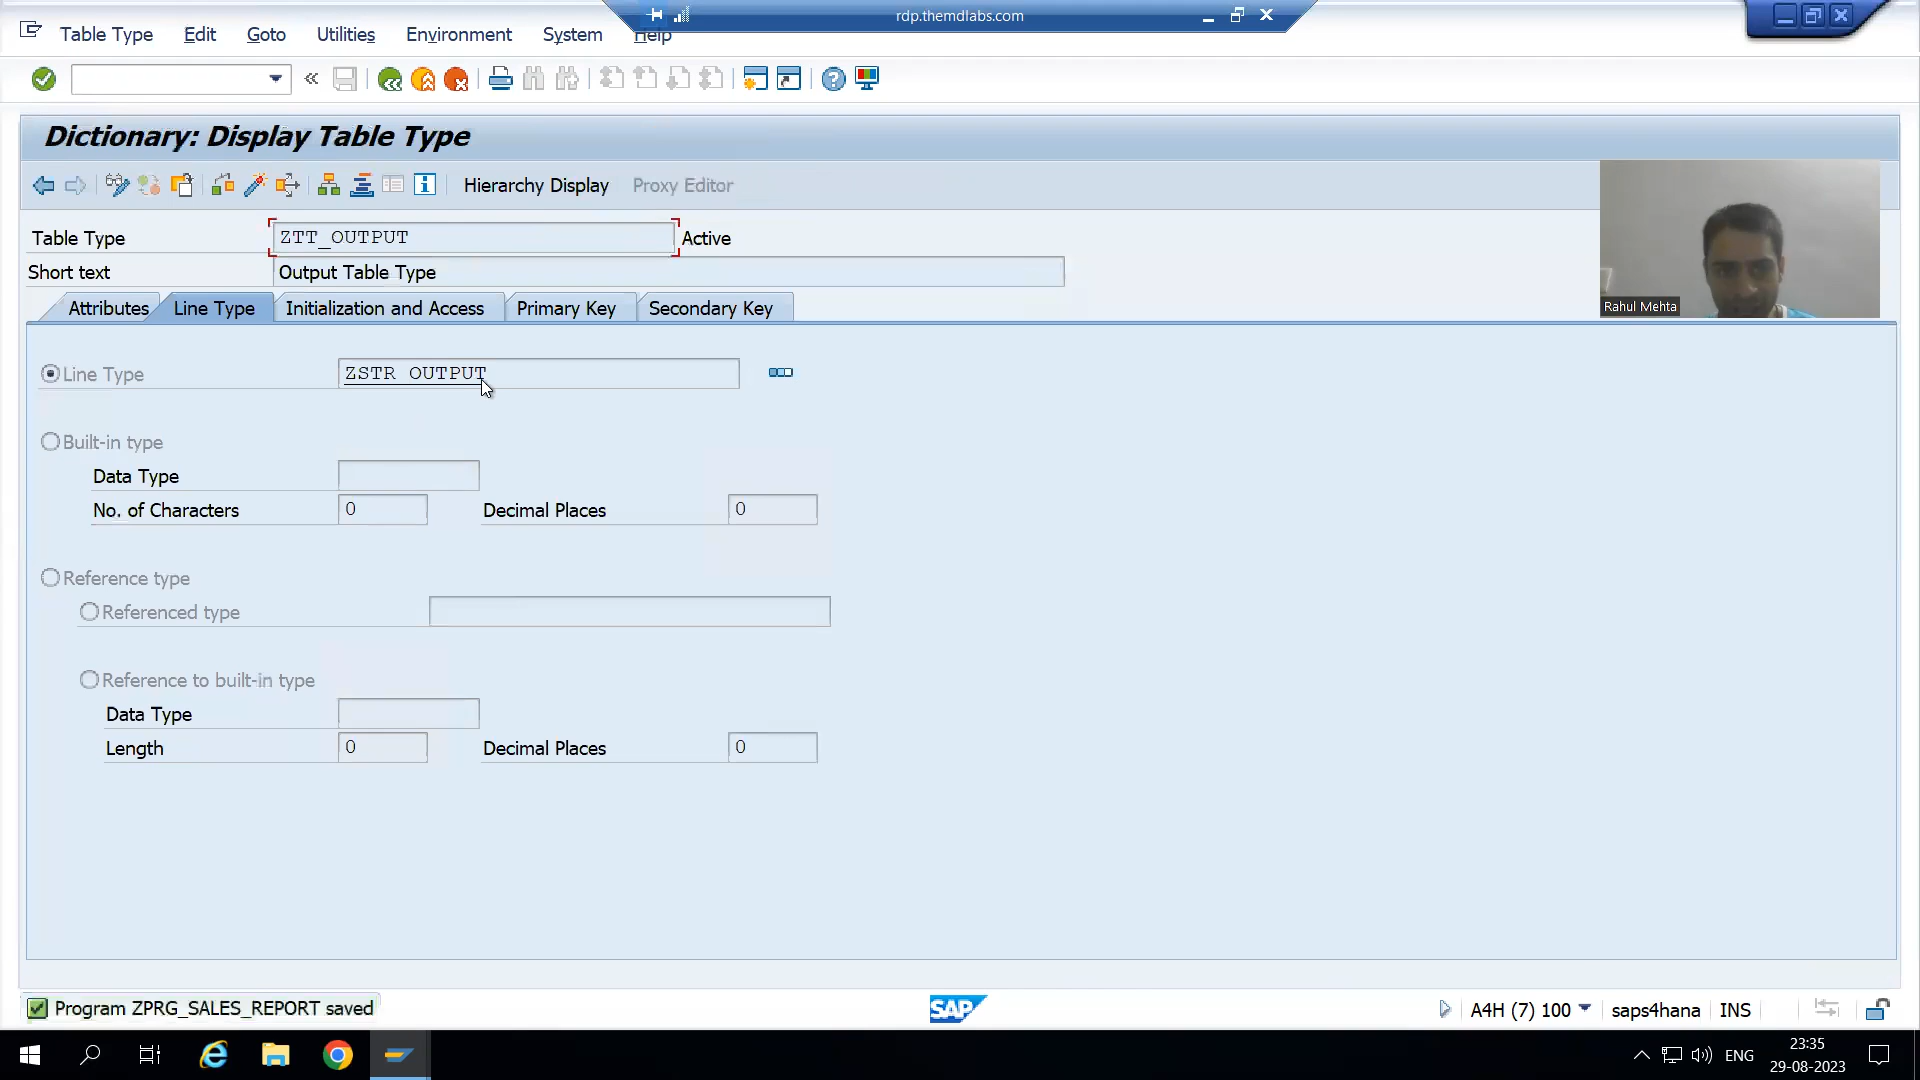 rdp.themdlabs.com
Table Type Edit Goto Utilities Environment System Help
Dictionary: Display Table Type
Hierarchy Display Proxy Editor
Table Type ZTT_OUTPUT Active
Short text Output Table Type
Attributes Line Type Initialization and Access Primary Key Secondary Key
Rahul Mehta
Line Type ZSTR_OUTPUT
Built-in type
Data Type
No. of Characters 0 Decimal Places 0
Reference type
Referenced type
Reference to built-in type
Data Type
Length 0 Decimal Places 0
Program ZPRG_SALES_REPORT saved
SAP
A4H (7) 100 saps4hana INS
ENG
23:35
29-08-2023